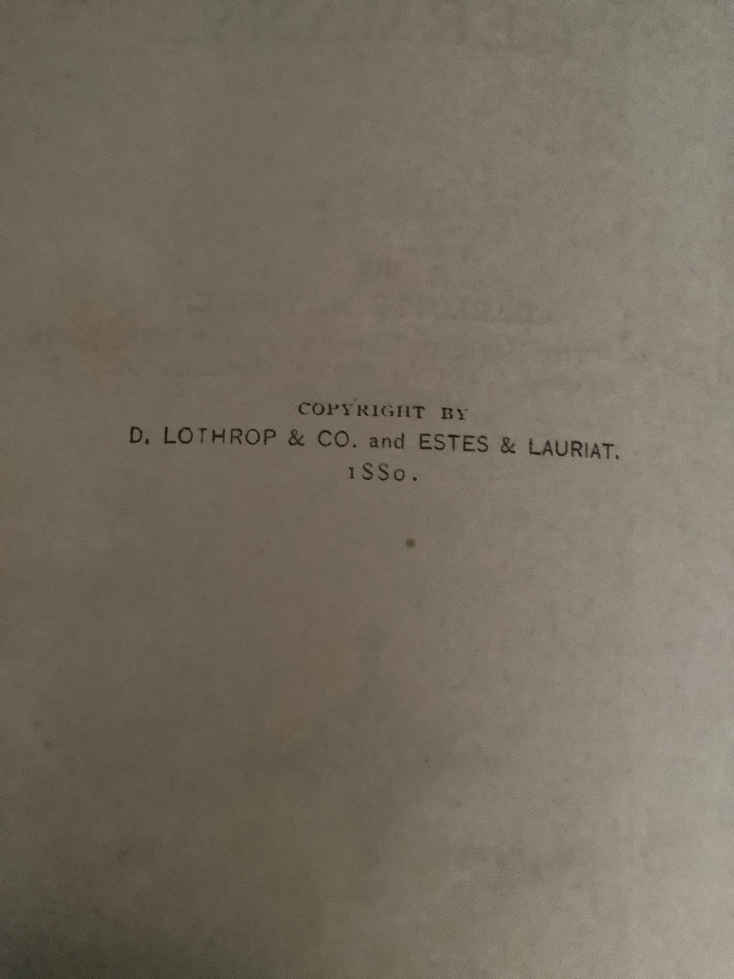 COPYRIGHT BY
D. LOTHROP & CO. and ESTES & LAURIAT.
1880.